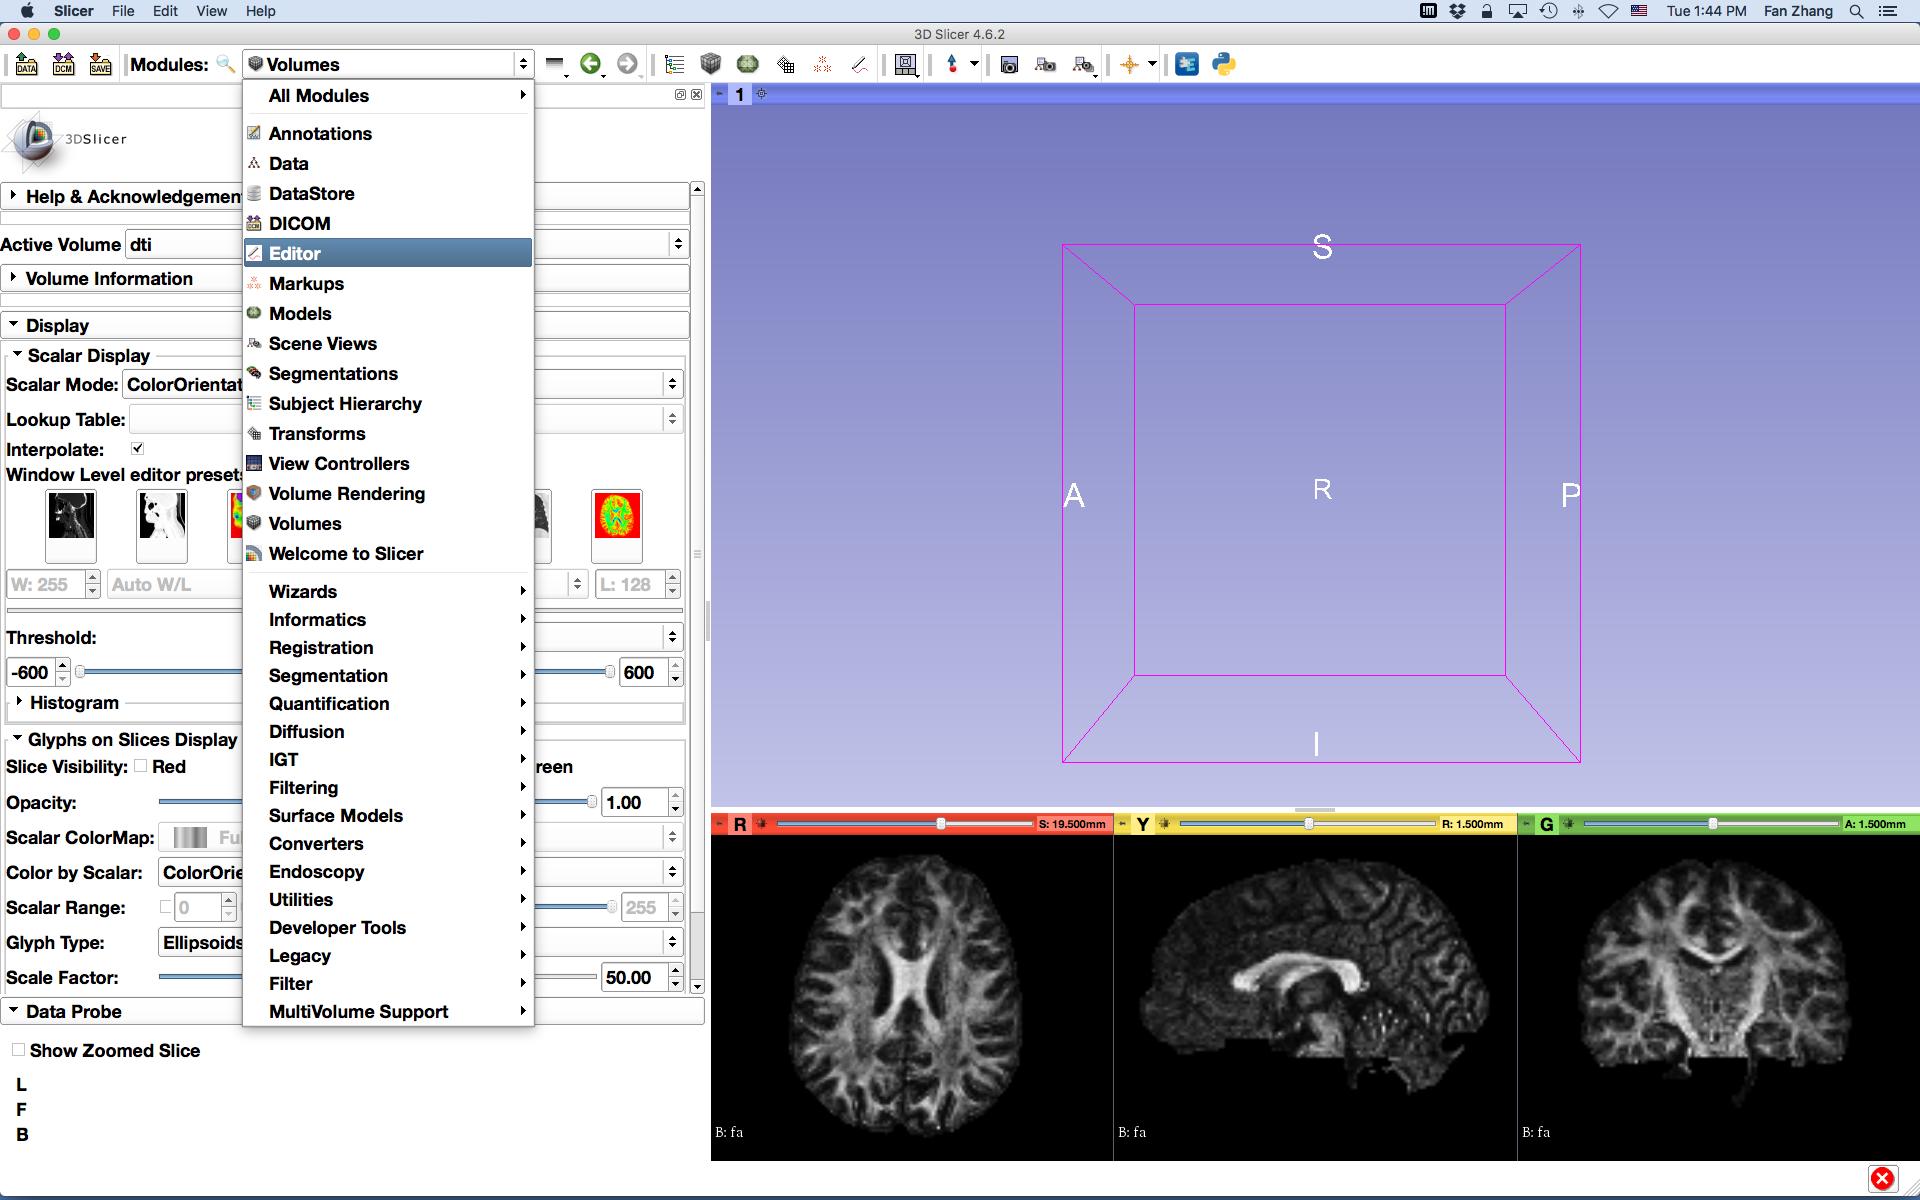 Slicer File Edit View Help Tue 1:44 PM Fan Zhang
3D Slicer 4.6.2
DATA DCM SAVE Modules: Volumes
1
All Modules
3DSlicer
Annotations
Data
DataStore
DICOM
Editor
Markups
Models
Scene Views
Segmentations
Subject Hierarchy
Transforms
View Controllers
Volume Rendering
Volumes
Welcome to Slicer
Wizards
Informatics
Registration
Segmentation
Quantification
Diffusion
IGT
Filtering
Surface Models
Converters
Endoscopy
Utilities
Developer Tools
Legacy
Filter
MultiVolume Support
Help & Acknowledgemen
Active Volume dti
Volume Information
Display
Scalar Display
Scalar Mode: ColorOrientat
Lookup Table:
Interpolate:
Window Level editor presets
W: 255 Auto W/L L: 128
Threshold:
-600 600
Histogram
Glyphs on Slices Display
Slice Visibility: Red reen
Opacity: 1.00
Scalar ColorMap: Ful
Color by Scalar: ColorOrie
Scalar Range: 0 255
Glyph Type: Ellipsoids
Scale Factor: 50.00
Data Probe
Show Zoomed Slice
L
F
B
S
A R P
I
R S: 19.500mm Y R: 1.500mm G A: 1.500mm
B: fa B: fa B: fa